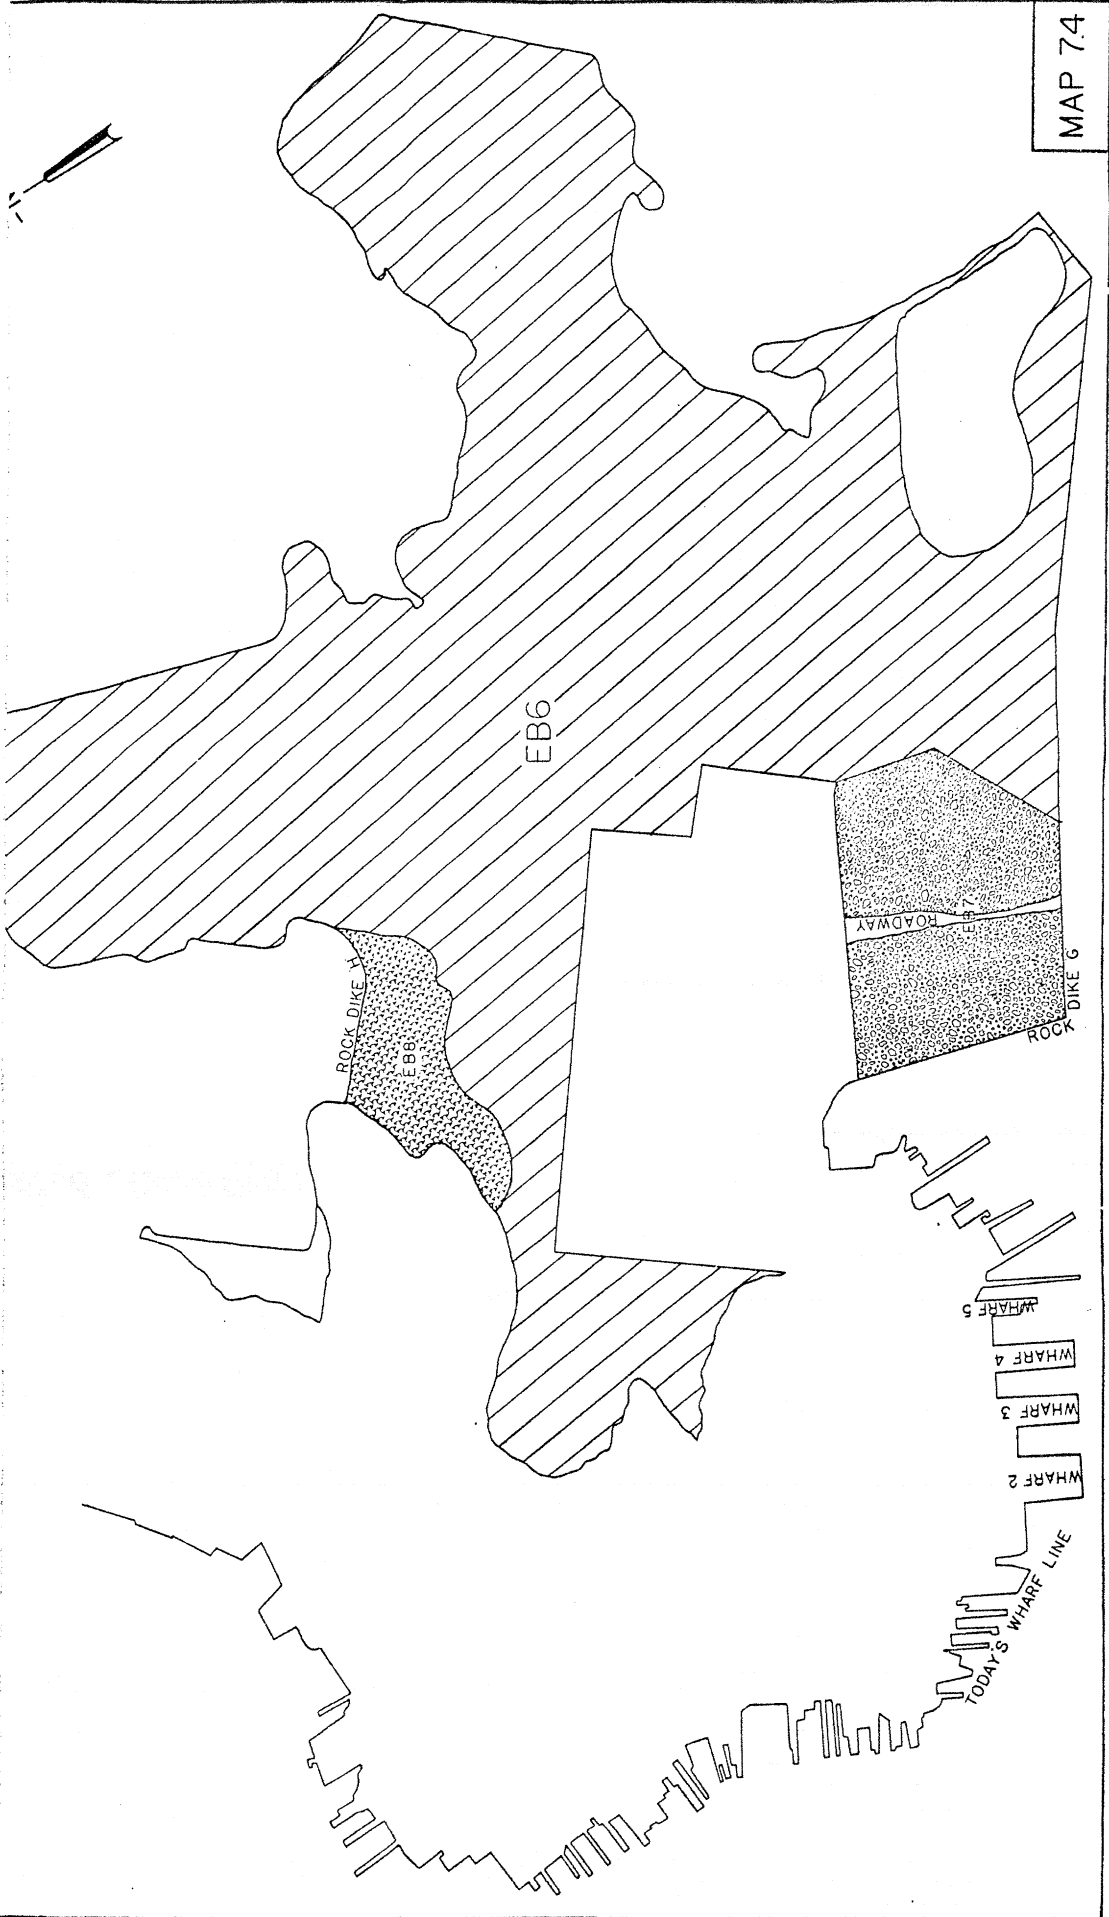 MAP 7.4
EB6
ROCK DIKE H
EB8
ROADWAY
EB7
ROCK DIKE G
WHARF 5
WHARF 4
WHARF 3
WHARF 2
TODAY'S WHARF LINE